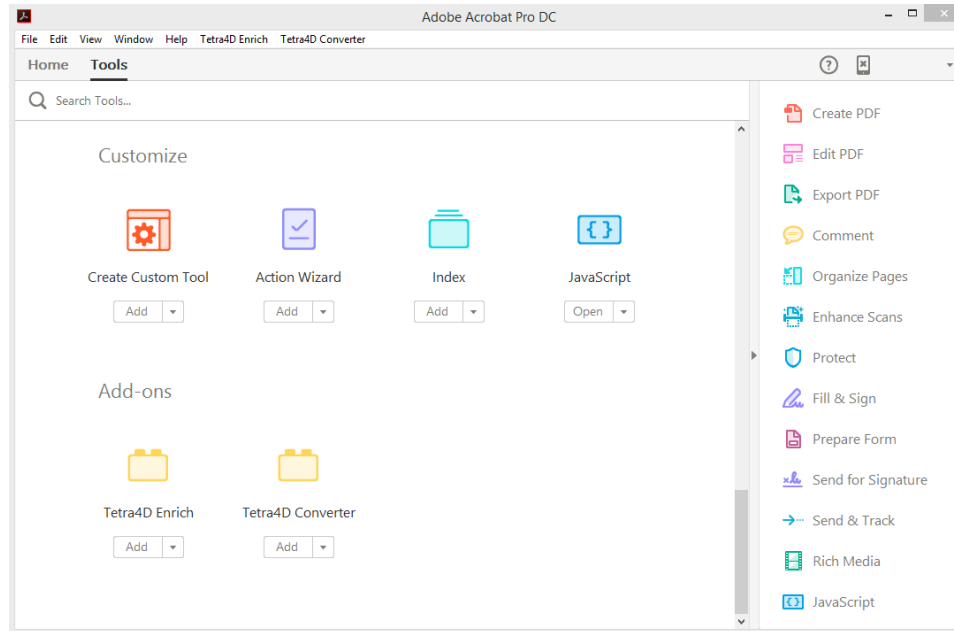 Adobe Acrobat Pro DC
File Edit View Window Help Tetra4D Enrich Tetra4D Converter
Home Tools
Search Tools...
Customize
Create Custom Tool Action Wizard Index JavaScript
Add Add Add Open
Add-ons
Tetra4D Enrich Tetra4D Converter
Add Add
Create PDF
Edit PDF
Export PDF
Comment
Organize Pages
Enhance Scans
Protect
Fill & Sign
Prepare Form
Send for Signature
Send & Track
Rich Media
JavaScript